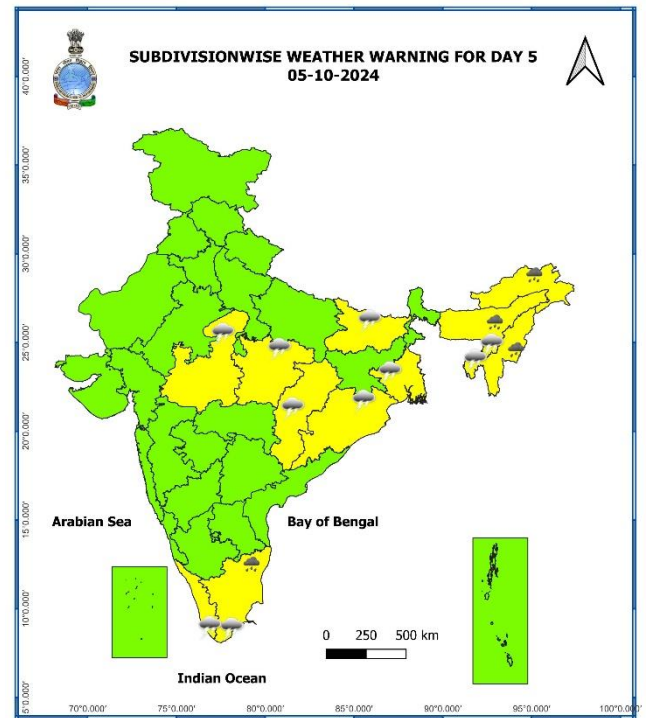 SUBDIVISIONWISE WEATHER WARNING FOR DAY 5
05-10-2024
40°0.000'
35°0.000'
30°0.000'
25°0.000'
20°0.000'
15°0.000'
10°0.000'
5°0.000'
Arabian Sea
Bay of Bengal
0 250 500 km
Indian Ocean
70°0.000' 75°0.000' 80°0.000' 85°0.000' 90°0.000' 95°0.000' 100°0.000'